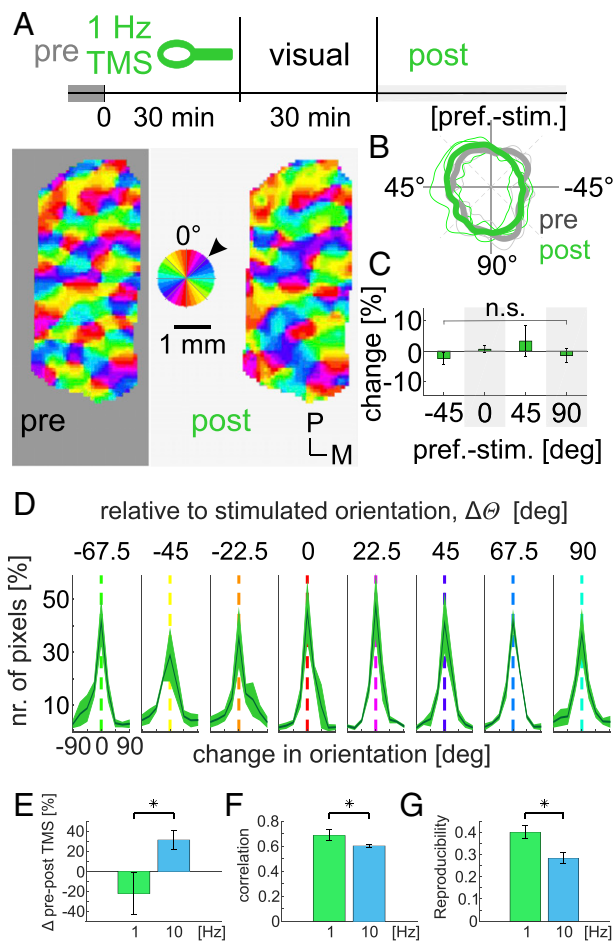 A
pre
1 Hz
TMS
visual
post
0
30 min
30 min
[pref.-stim.]
B
45°
-45°
90°
pre
post
0°
1 mm
pre
post
P
M
C
n.s.
10
0
-10
change [%]
-45
0
45
90
pref.-stim. [deg]
D
relative to stimulated orientation, ΔΘ [deg]
-67.5
-45
-22.5
0
22.5
45
67.5
90
nr. of pixels [%]
50
30
10
-90 0 90
change in orientation [deg]
E
Δ pre-post TMS [%]
40
20
0
-20
-40
*
1
10
[Hz]
F
correlation
0.8
0.6
0.4
0.2
0
*
1
10
[Hz]
G
Reproducibility
0.4
0.3
0.2
0.1
0
*
1
10
[Hz]